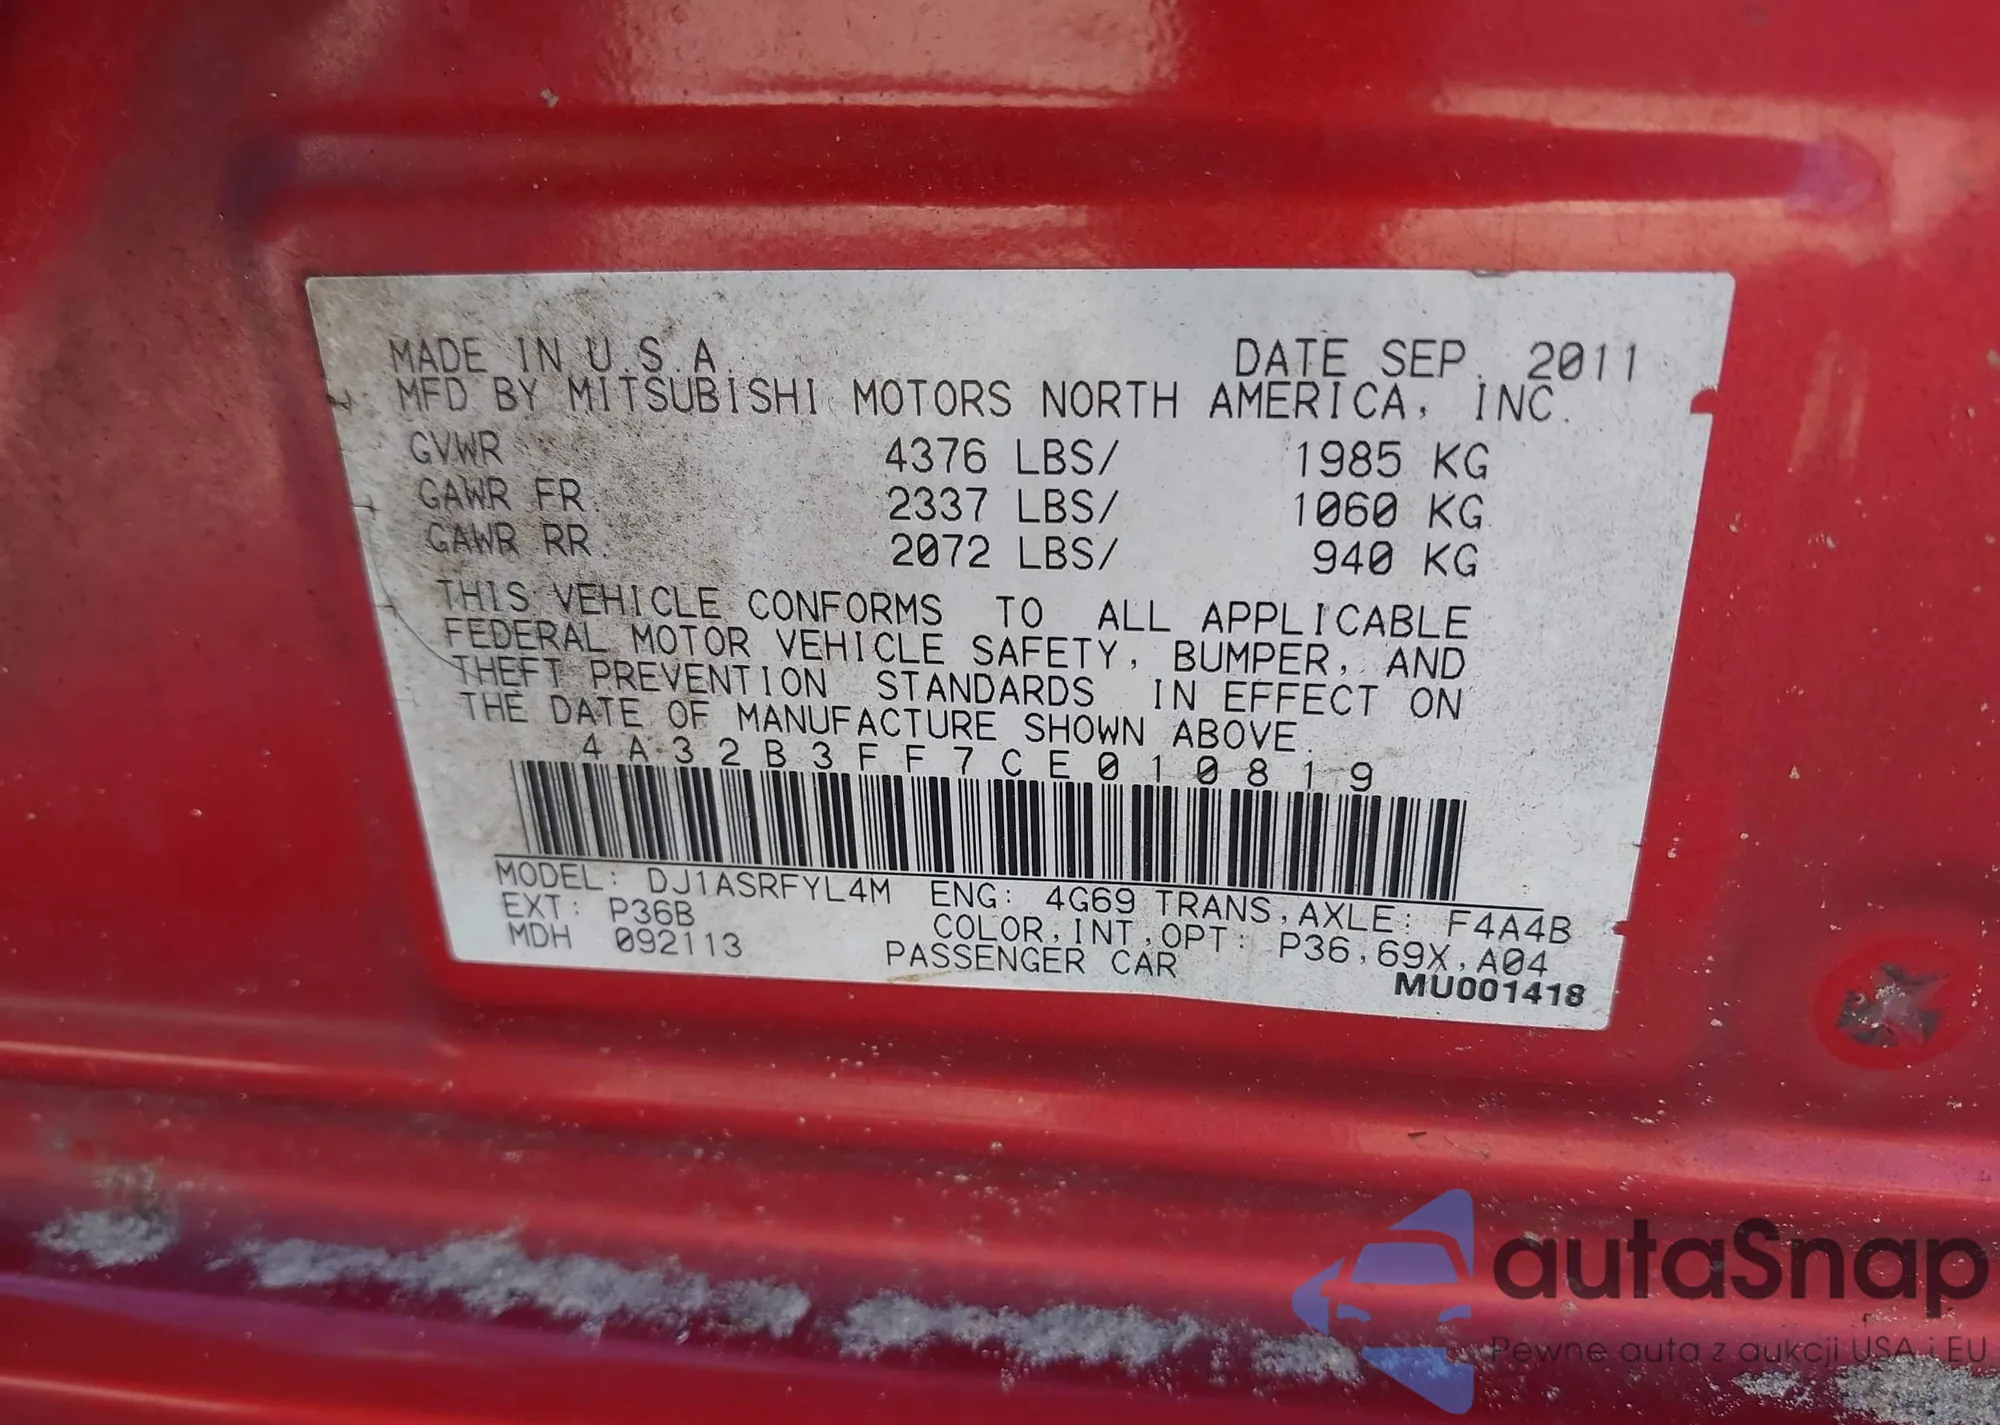 MADE IN U.S.A. DATE SEP. 2011
MFD BY MITSUBISHI MOTORS NORTH AMERICA, INC.
GVWR 4376 LBS/ 1985 KG
GAWR FR. 2337 LBS/ 1060 KG
GAWR RR. 2072 LBS/ 940 KG
THIS VEHICLE CONFORMS TO ALL APPLICABLE
FEDERAL MOTOR VEHICLE SAFETY, BUMPER, AND
THEFT PREVENTION STANDARDS IN EFFECT ON
THE DATE OF MANUFACTURE SHOWN ABOVE.
4A32B3FF7CE010819
MODEL: DJ1ASRFYL4M ENG: 4G69 TRANS,AXLE: F4A4B
EXT: P36B COLOR,INT,OPT: P36,69X,A04
MDH 092113 PASSENGER CAR
MU001418
autaSnap
Pewne auta z aukcji USA i EU